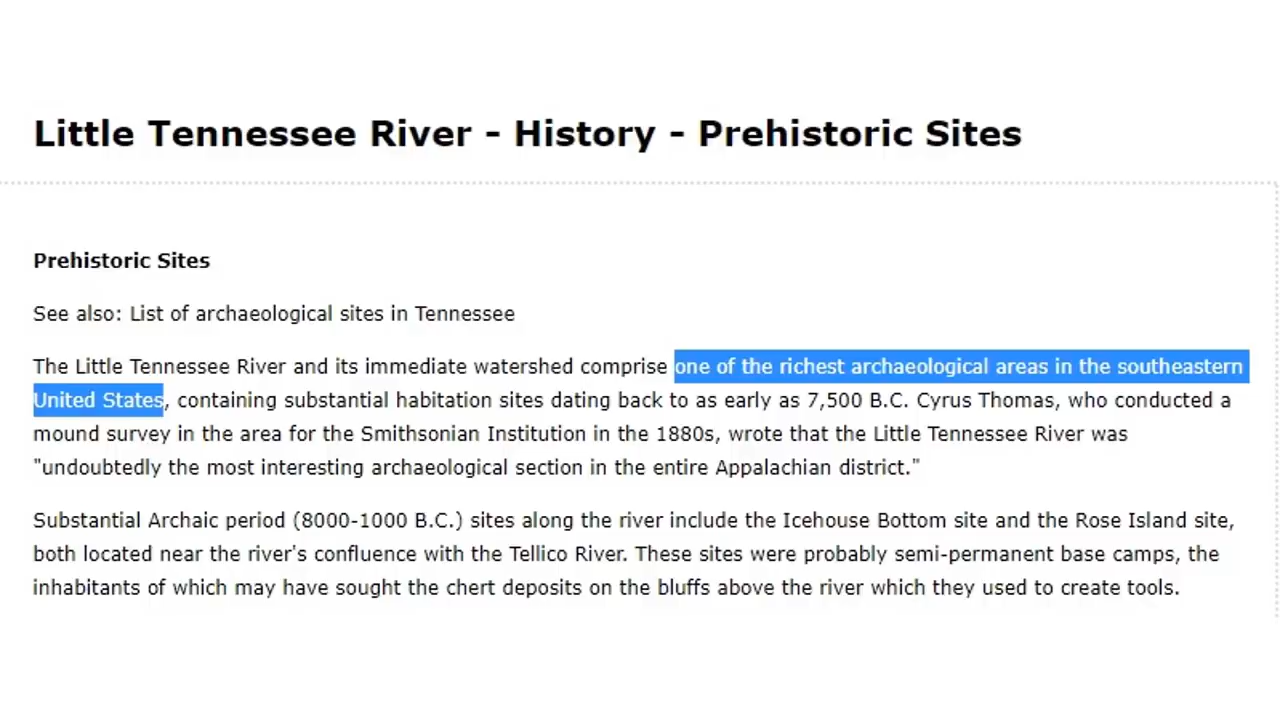 Little Tennessee River - History - Prehistoric Sites
Prehistoric Sites
See also: List of archaeological sites in Tennessee
The Little Tennessee River and its immediate watershed comprise one of the richest archaeological areas in the southeastern
United States, containing substantial habitation sites dating back to as early as 7,500 B.C. Cyrus Thomas, who conducted a
mound survey in the area for the Smithsonian Institution in the 1880s, wrote that the Little Tennessee River was
"undoubtedly the most interesting archaeological section in the entire Appalachian district."
Substantial Archaic period (8000-1000 B.C.) sites along the river include the Icehouse Bottom site and the Rose Island site,
both located near the river's confluence with the Tellico River. These sites were probably semi-permanent base camps, the
inhabitants of which may have sought the chert deposits on the bluffs above the river which they used to create tools.